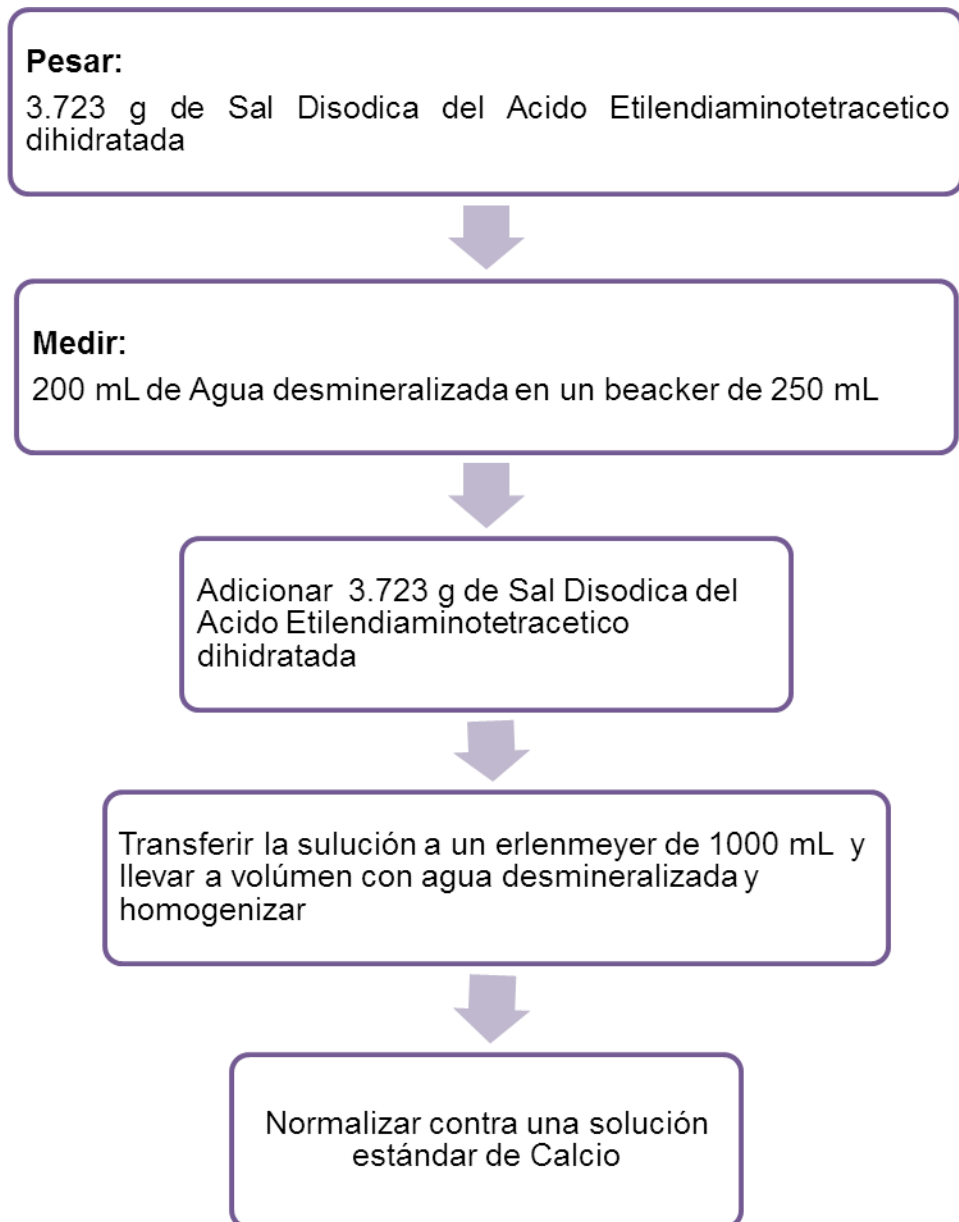 Pesar:
3.723 g de Sal Disodica del Acido Etilendiaminotetracetico
dihidratada
Medir:
200 mL de Agua desmineralizada en un beacker de 250 mL
Adicionar 3.723 g de Sal Disodica del
Acido Etilendiaminotetracetico
dihidratada
Transferir la sulución a un erlenmeyer de 1000 mL y
llevar a volúmen con agua desmineralizada y
homogenizar
Normalizar contra una solución
estándar de Calcio